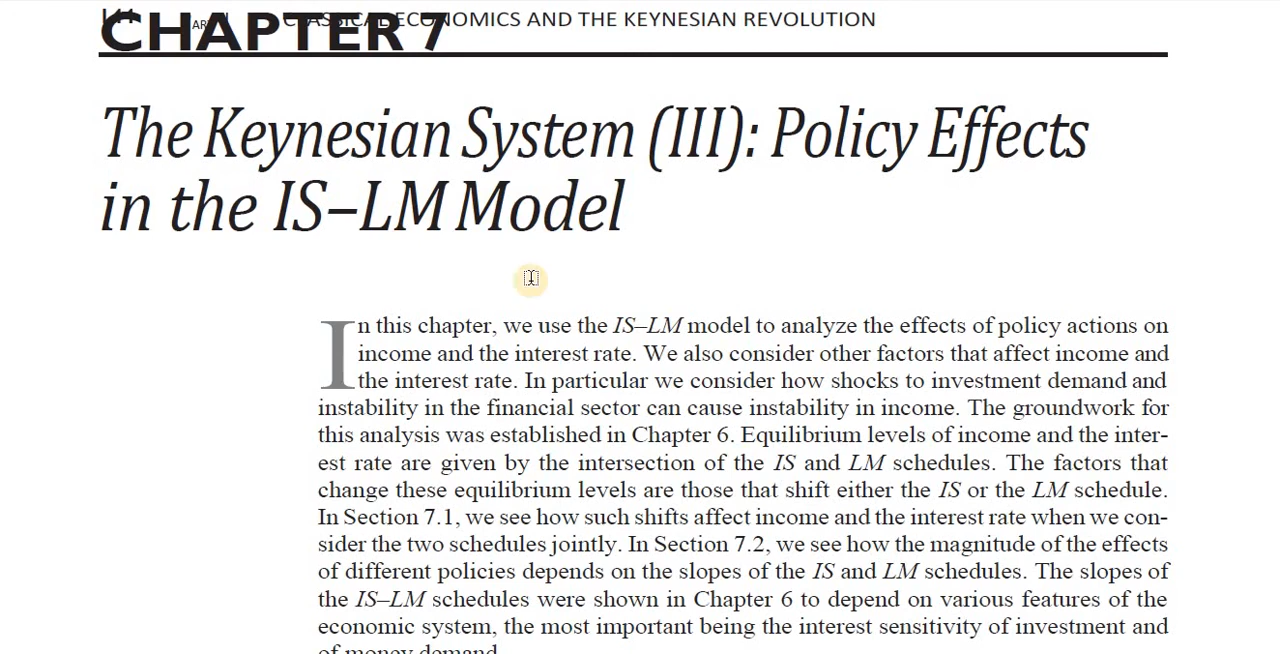 CLASSICAL ECONOMICS AND THE KEYNESIAN REVOLUTION
CHAPTER 7
The Keynesian System (III): Policy Effects
in the IS–LM Model
In this chapter, we use the IS–LM model to analyze the effects of policy actions on
income and the interest rate. We also consider other factors that affect income and
the interest rate. In particular we consider how shocks to investment demand and
instability in the financial sector can cause instability in income. The groundwork for
this analysis was established in Chapter 6. Equilibrium levels of income and the inter-
est rate are given by the intersection of the IS and LM schedules. The factors that
change these equilibrium levels are those that shift either the IS or the LM schedule.
In Section 7.1, we see how such shifts affect income and the interest rate when we con-
sider the two schedules jointly. In Section 7.2, we see how the magnitude of the effects
of different policies depends on the slopes of the IS and LM schedules. The slopes of
the IS–LM schedules were shown in Chapter 6 to depend on various features of the
economic system, the most important being the interest sensitivity of investment and
of money demand.